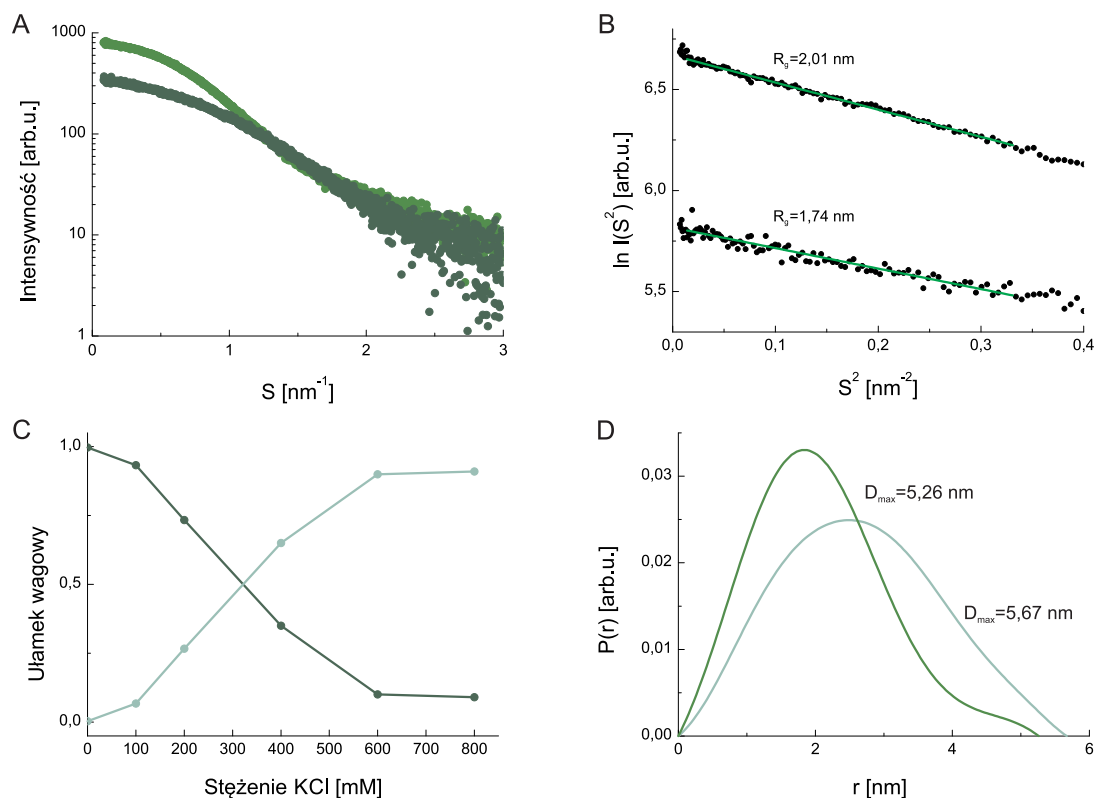 A
1000
100
10
1
Intensywność [arb.u.]
0
1
2
3
S [nm⁻¹]
B
6,5
6,0
5,5
ln I(S²) [arb.u.]
R₉=2,01 nm
R₉=1,74 nm
0,0
0,1
0,2
0,3
0,4
S² [nm⁻²]
C
1,0
0,5
0,0
Ułamek wagowy
0
100
200
300
400
500
600
700
800
Stężenie KCl [mM]
D
0,03
0,02
0,01
0,00
P(r) [arb.u.]
Dmax=5,26 nm
Dmax=5,67 nm
0
2
4
6
r [nm]